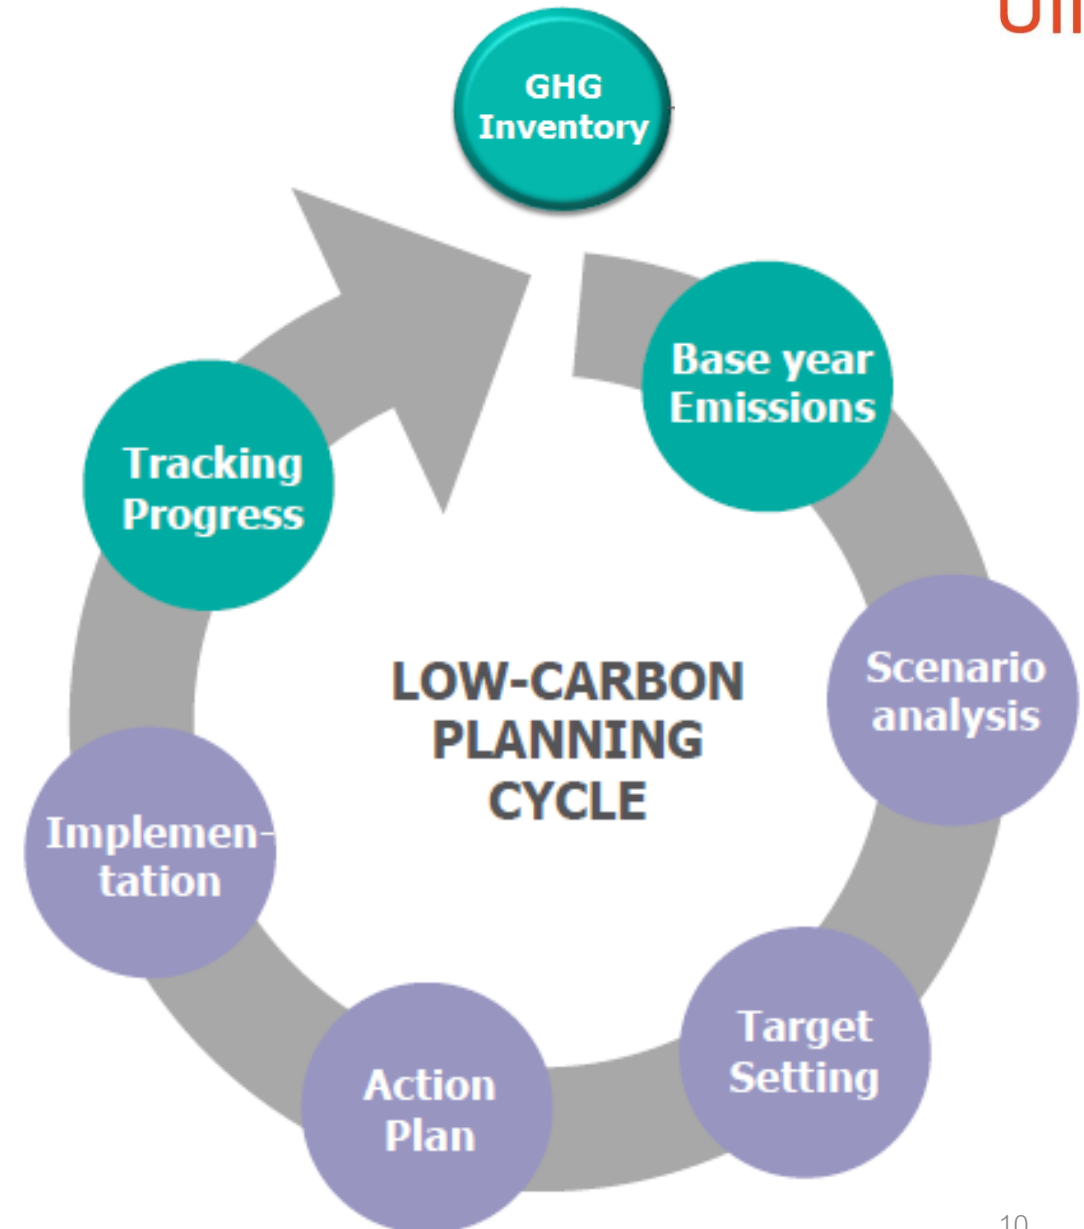 GHG
Inventory
Base year
Emissions
Scenario
analysis
Target
Setting
Action
Plan
Implemen-
tation
Tracking
Progress
LOW-CARBON
PLANNING
CYCLE
10